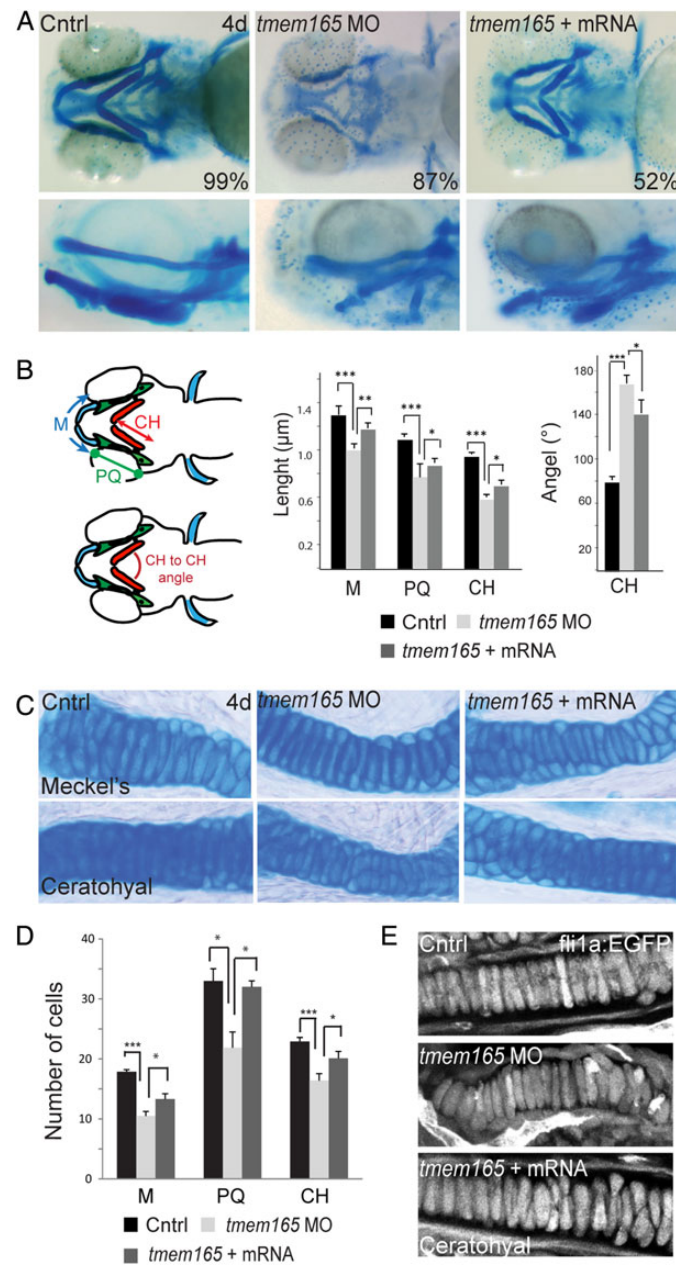 A
Cntrl 4d
tmem165 MO
tmem165 + mRNA
99%
87%
52%
B
M
CH
PQ
CH to CH
angle
Lenght (μm)
1.4
1.0
0.6
0.2
***
**
***
*
***
*
M PQ CH
Angel (°)
180
140
100
60
20
***
*
CH
Cntrl tmem165 MO
tmem165 + mRNA
C
Cntrl 4d
tmem165 MO
tmem165 + mRNA
Meckel's
Ceratohyal
D
Number of cells
40
30
20
10
0
***
*
*
*
***
*
M PQ CH
Cntrl tmem165 MO
tmem165 + mRNA
E
Cntrl fli1a:EGFP
tmem165 MO
tmem165 + mRNA
Ceratohyal